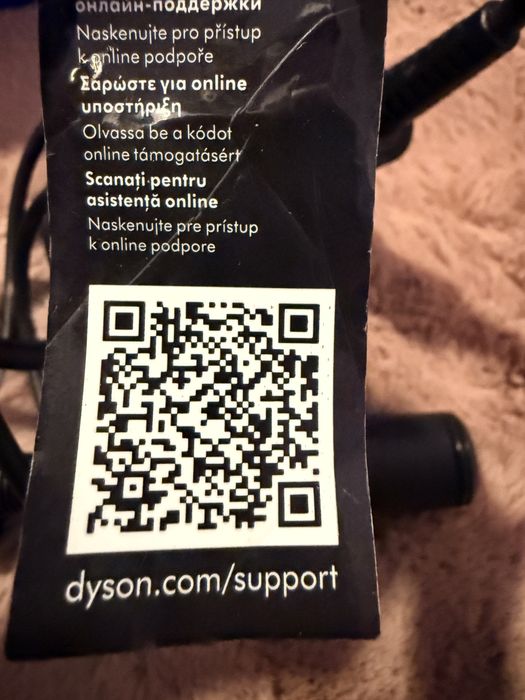 онлайн-поддержки
Naskenujte pro přístup
k online podpoře
Σαρώστε για online
υποστήριξη
Olvassa be a kódot
online támogatásért
Scanați pentru
asistență online
Naskenujte pre prístup
k online podpore
dyson.com/support